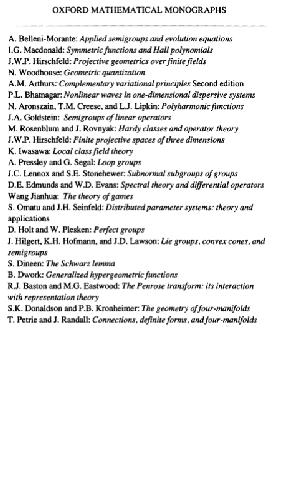 OXFORD MATHEMATICAL MONOGRAPHS
A. Belleni-Morante: Applied semigroups and evolution equations
I.G. Macdonald: Symmetric functions and Hall polynomials
J.W.P. Hirschfeld: Projective geometries over finite fields
N. Woodhouse: Geometric quantization
A.M. Arthurs: Complementary variational principles Second edition
P.L. Bhatnagar: Nonlinear waves in one-dimensional dispersive systems
N. Aronszajn, T.M. Creese, and L.J. Lipkin: Polyharmonic functions
J.A. Goldstein: Semigroups of linear operators
M. Rosenblum and J. Rovnyak: Hardy classes and operator theory
J.W.P. Hirschfeld: Finite projective spaces of three dimensions
K. Iwasawa: Local class field theory
A. Pressley and G. Segal: Loop groups
J.C. Lennox and S.E. Stonehewer: Subnormal subgroups of groups
D.E. Edmunds and W.D. Evans: Spectral theory and differential operators
Wang Jianhua: The theory of games
S. Omatu and J.H. Seinfeld: Distributed parameter systems: theory and
applications
D. Holt and W. Plesken: Perfect groups
J. Hilgert, K.H. Hofmann, and J.D. Lawson: Lie groups, convex cones, and
semigroups
S. Dineen: The Schwarz lemma
B. Dwork: Generalized hypergeometric functions
R.J. Baston and M.G. Eastwood: The Penrose transform: its interaction
with representation theory
S.K. Donaldson and P.B. Kronheimer: The geometry of four-manifolds
T. Petrie and J. Randall: Connections, definite forms, and four-manifolds